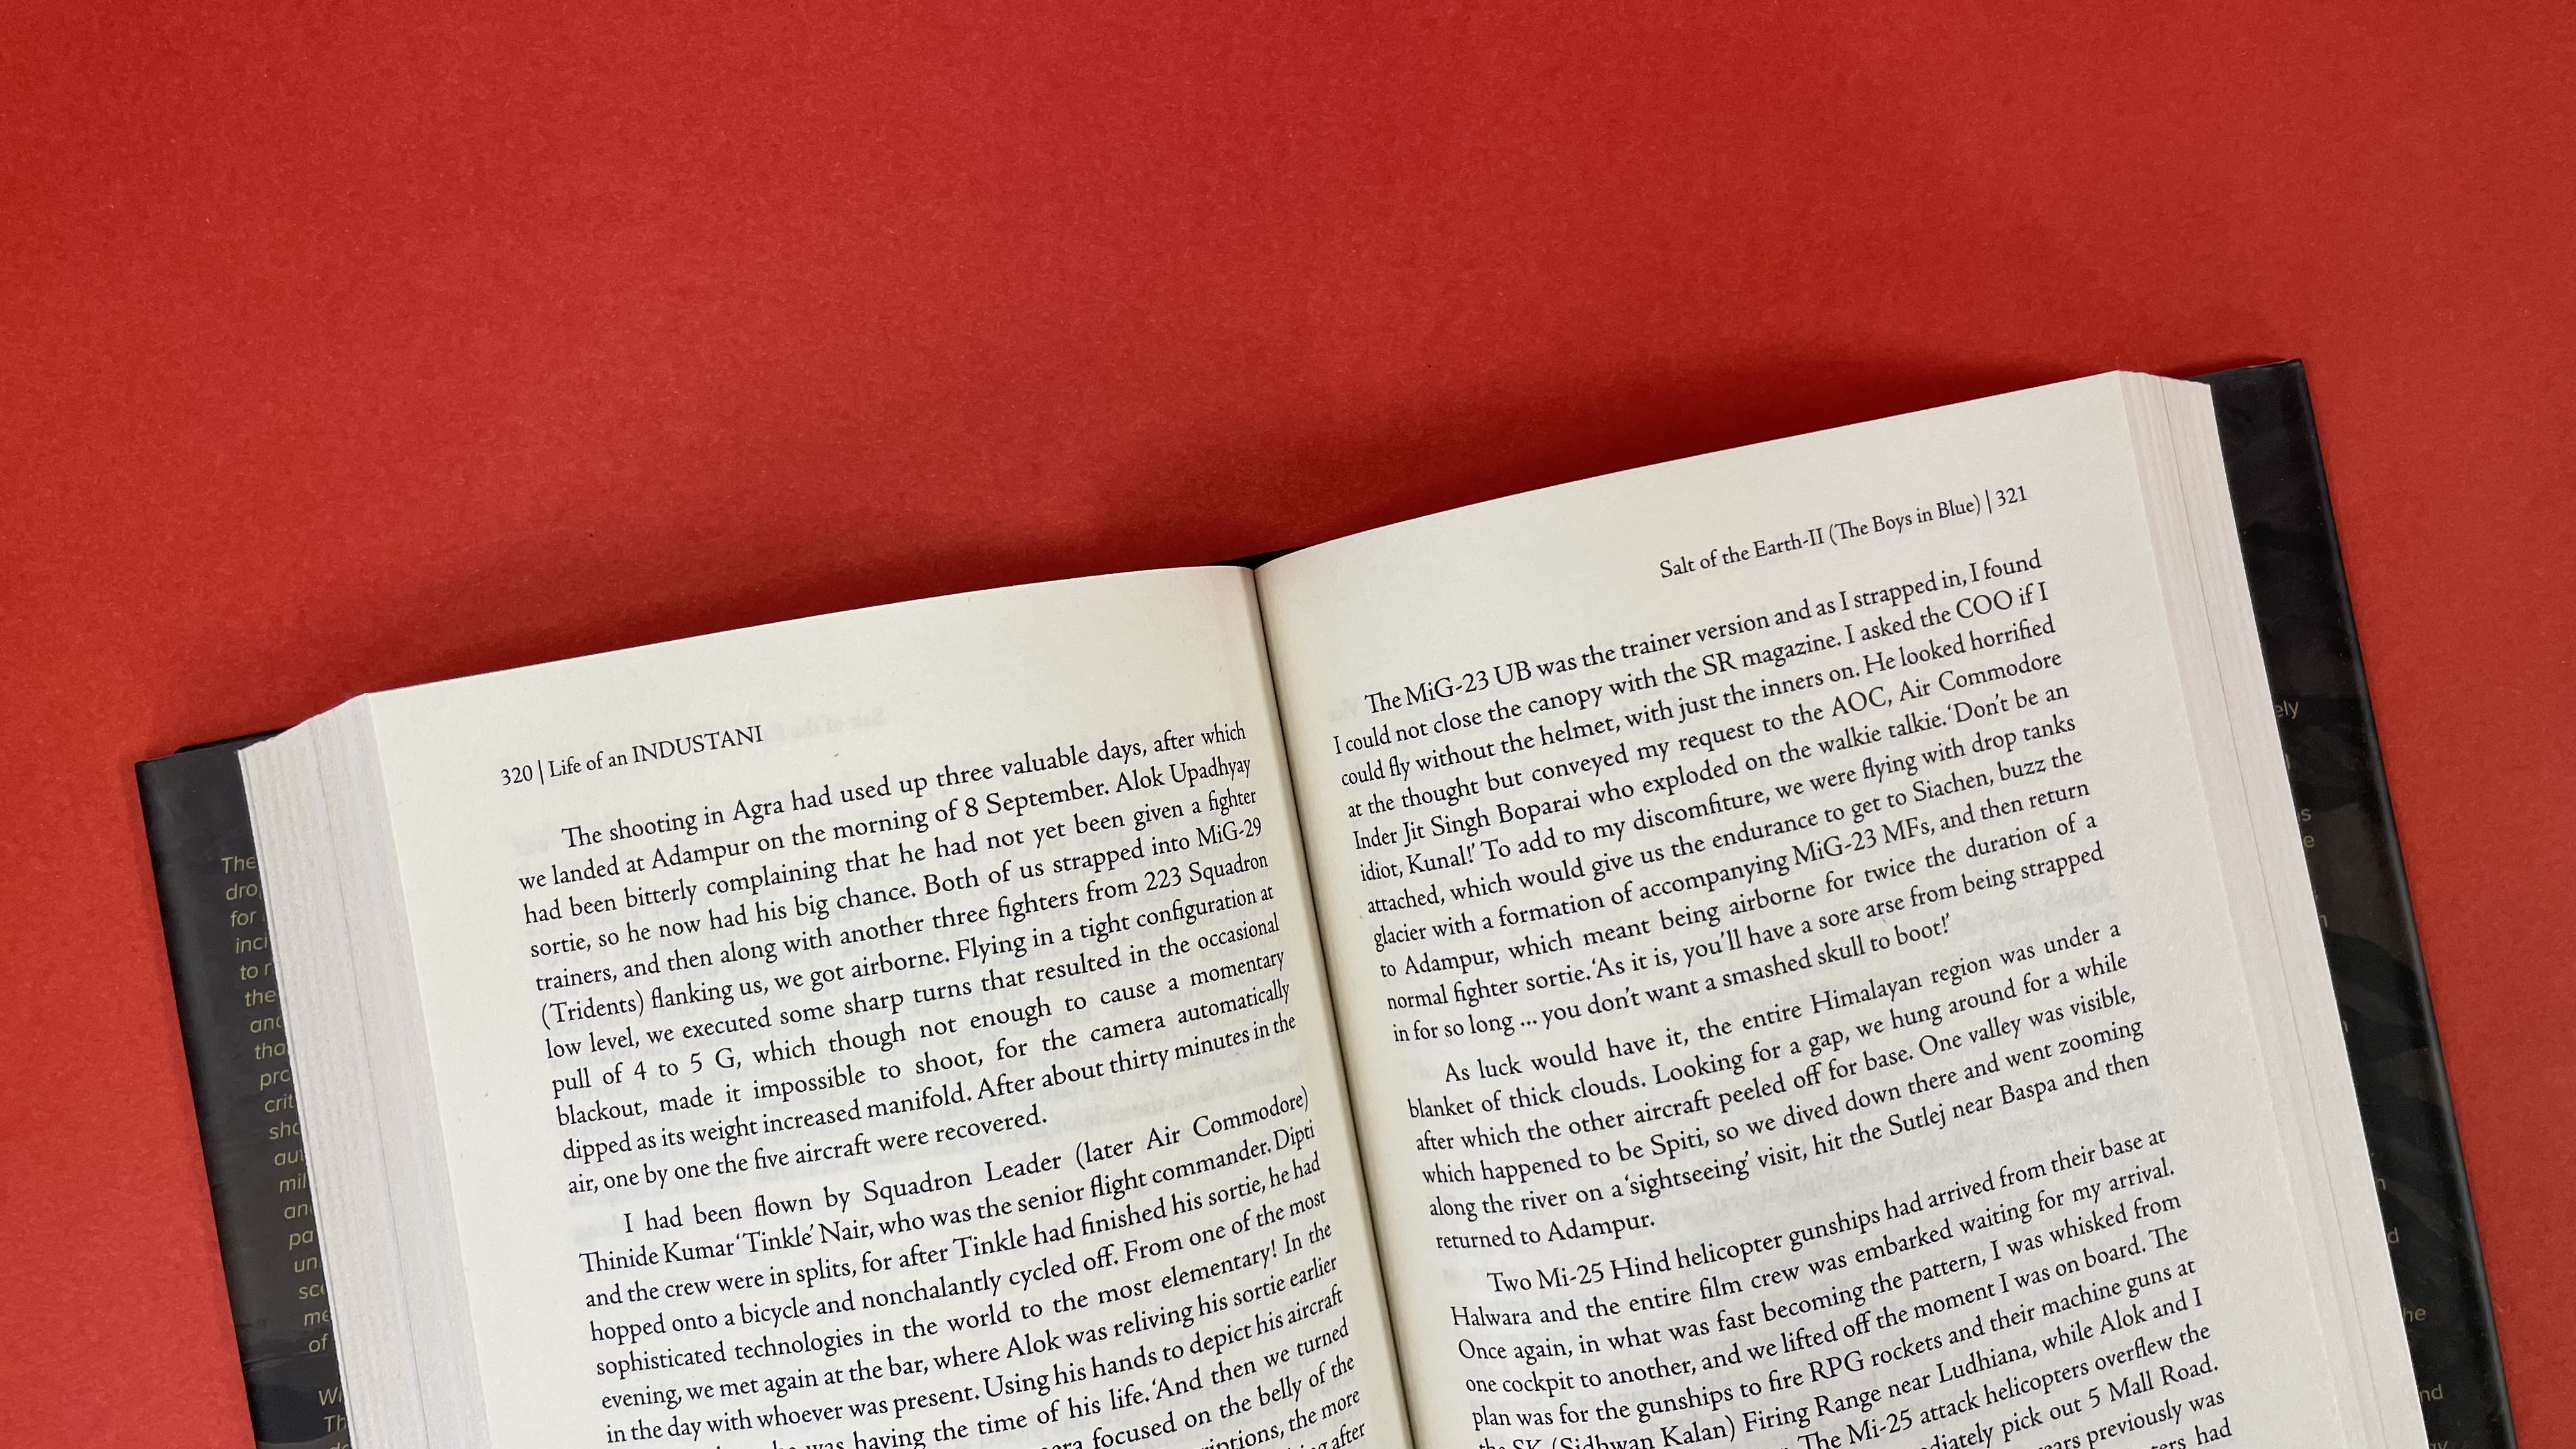 320 | Life of an INDUSTANI
The shooting in Agra had used up three valuable days, after which
we landed at Adampur on the morning of 8 September. Alok Upadhyay
had been bitterly complaining that he had not yet been given a fighter
sortie, so he now had his big chance. Both of us strapped into MiG-29
trainers, and then along with another three fighters from 223 Squadron
(Tridents) flanking us, we got airborne. Flying in a tight configuration at
low level, we executed some sharp turns that resulted in the occasional
pull of 4 to 5 G, which though not enough to cause a momentary
blackout, made it impossible to shoot, for the camera automatically
dipped as its weight increased manifold. After about thirty minutes in the
air, one by one the five aircraft were recovered.
I had been flown by Squadron Leader (later Air Commodore)
Thinide Kumar ‘Tinkle’ Nair, who was the senior flight commander. Dipti
and the crew were in splits, for after Tinkle had finished his sortie, he had
hopped onto a bicycle and nonchalantly cycled off. From one of the most
sophisticated technologies in the world to the most elementary! In the
evening, we met again at the bar, where Alok was reliving his sortie earlier
in the day with whoever was present. Using his hands to depict his aircraft
he was having the time of his life. ‘And then we turned
focused on the belly of the
the more
after
Salt of the Earth-II (The Boys in Blue) | 321
The MiG-23 UB was the trainer version and as I strapped in, I found
I could not close the canopy with the SR magazine. I asked the COO if I
could fly without the helmet, with just the inners on. He looked horrified
at the thought but conveyed my request to the AOC, Air Commodore
Inder Jit Singh Boparai who exploded on the walkie talkie. ‘Don’t be an
idiot, Kunal!’ To add to my discomfiture, we were flying with drop tanks
attached, which would give us the endurance to get to Siachen, buzz the
glacier with a formation of accompanying MiG-23 MFs, and then return
to Adampur, which meant being airborne for twice the duration of a
normal fighter sortie. ‘As it is, you’ll have a sore arse from being strapped
in for so long ... you don’t want a smashed skull to boot!’
As luck would have it, the entire Himalayan region was under a
blanket of thick clouds. Looking for a gap, we hung around for a while
after which the other aircraft peeled off for base. One valley was visible,
which happened to be Spiti, so we dived down there and went zooming
along the river on a ‘sightseeing’ visit, hit the Sutlej near Baspa and then
returned to Adampur.
Two Mi-25 Hind helicopter gunships had arrived from their base at
Halwara and the entire film crew was embarked waiting for my arrival.
Once again, in what was fast becoming the pattern, I was whisked from
one cockpit to another, and we lifted off the moment I was on board. The
plan was for the gunships to fire RPG rockets and their machine guns at
the SK (Sidhwan Kalan) Firing Range near Ludhiana, while Alok and I
The Mi-25 attack helicopters overflew the
pick out 5 Mall Road.
previously was
had